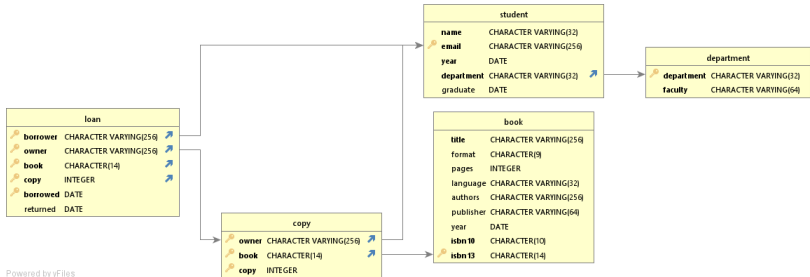 student
name CHARACTER VARYING(32)
email CHARACTER VARYING(256)
year DATE
department CHARACTER VARYING(32)
graduate DATE
department
department CHARACTER VARYING(32)
faculty CHARACTER VARYING(64)
loan
borrower CHARACTER VARYING(256)
owner CHARACTER VARYING(256)
book CHARACTER(14)
copy INTEGER
borrowed DATE
returned DATE
book
title CHARACTER VARYING(256)
format CHARACTER(9)
pages INTEGER
language CHARACTER VARYING(32)
authors CHARACTER VARYING(256)
publisher CHARACTER VARYING(64)
year DATE
isbn10 CHARACTER(10)
isbn13 CHARACTER(14)
copy
owner CHARACTER VARYING(256)
book CHARACTER(14)
copy INTEGER
Powered by yFiles